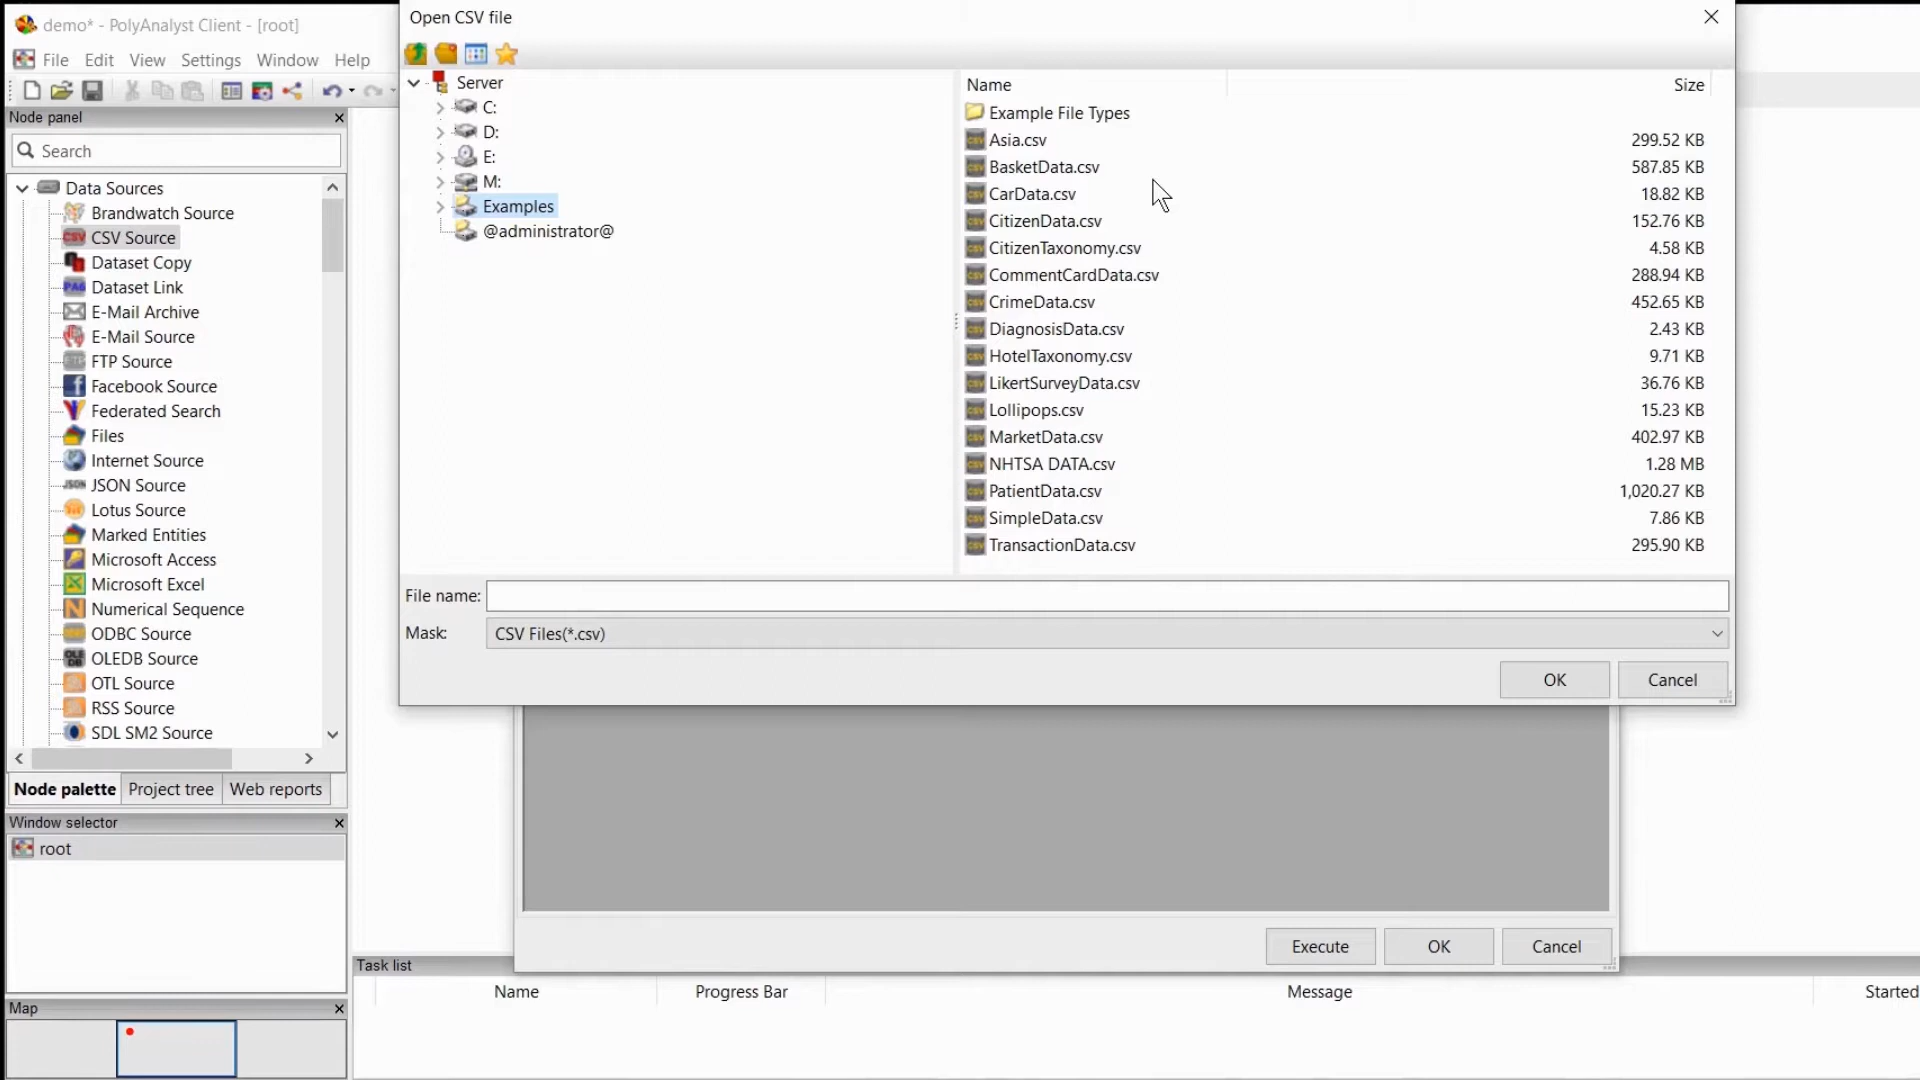 demo* - PolyAnalyst Client - [root]
File Edit View Settings Window Help
Node panel
Search
Data Sources
Brandwatch Source
CSV Source
Dataset Copy
Dataset Link
E-Mail Archive
E-Mail Source
FTP Source
Facebook Source
Federated Search
Files
Internet Source
JSON Source
Lotus Source
Marked Entities
Microsoft Access
Microsoft Excel
Numerical Sequence
ODBC Source
OLEDB Source
OTL Source
RSS Source
SDL SM2 Source
Node palette Project tree Web reports
Window selector
root
Map
Open CSV file
Server
C:
D:
E:
M:
Examples
@administrator@
Name Size
Example File Types
Asia.csv 299.52 KB
BasketData.csv 587.85 KB
CarData.csv 18.82 KB
CitizenData.csv 152.76 KB
CitizenTaxonomy.csv 4.58 KB
CommentCardData.csv 288.94 KB
CrimeData.csv 452.65 KB
DiagnosisData.csv 2.43 KB
HotelTaxonomy.csv 9.71 KB
LikertSurveyData.csv 36.76 KB
Lollipops.csv 15.23 KB
MarketData.csv 402.97 KB
NHTSA DATA.csv 1.28 MB
PatientData.csv 1,020.27 KB
SimpleData.csv 7.86 KB
TransactionData.csv 295.90 KB
File name:
Mask: CSV Files(*.csv)
OK Cancel
Execute OK Cancel
Task list
Name Progress Bar Message Started